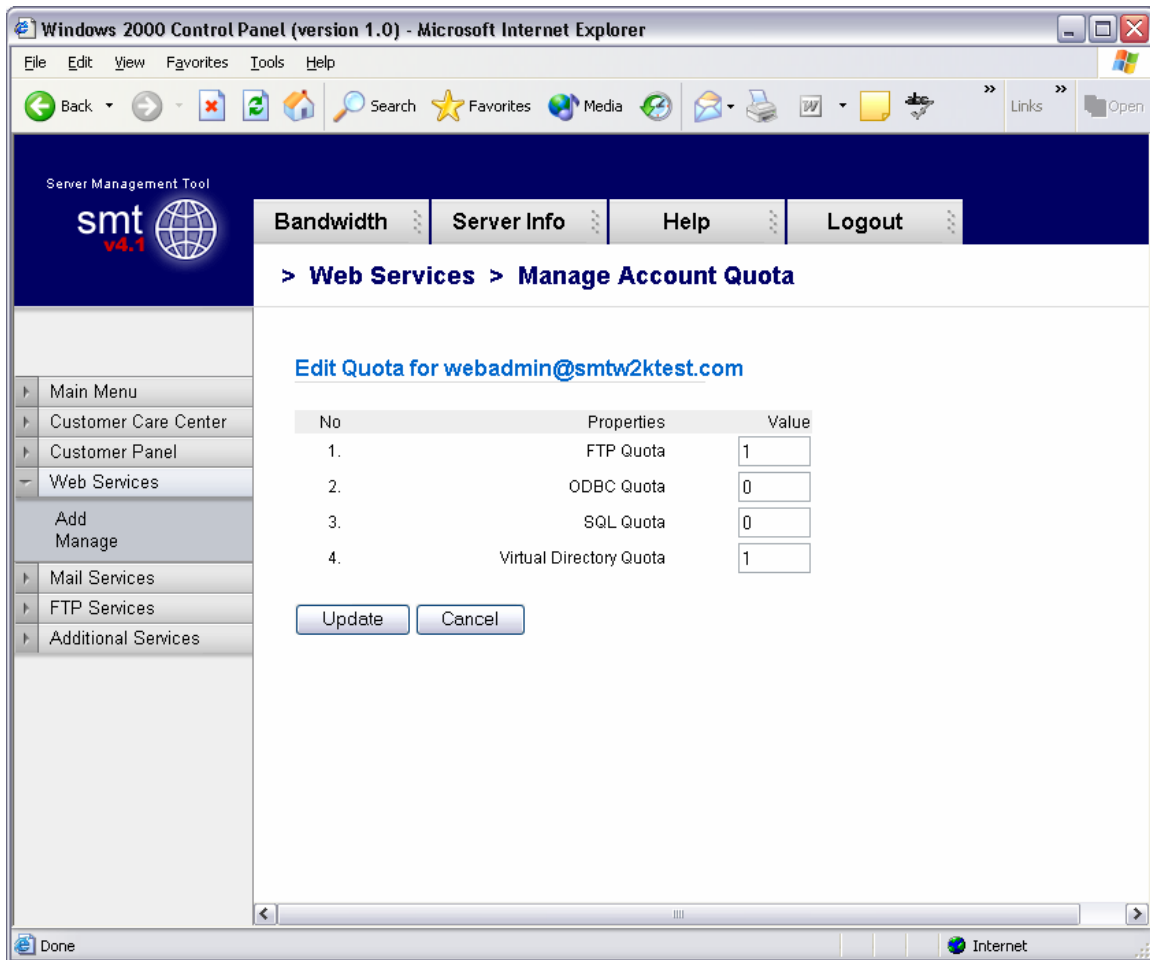 Windows 2000 Control Panel (version 1.0) - Microsoft Internet Explorer
File Edit View Favorites Tools Help
Back Search Favorites Media Links Open
Server Management Tool
smt
v4.1
Bandwidth Server Info Help Logout
> Web Services > Manage Account Quota
Edit Quota for webadmin@smtw2ktest.com
Main Menu
Customer Care Center
Customer Panel
Web Services
Add
Manage
Mail Services
FTP Services
Additional Services
No Properties Value
1. FTP Quota 1
2. ODBC Quota 0
3. SQL Quota 0
4. Virtual Directory Quota 1
Update Cancel
Done Internet